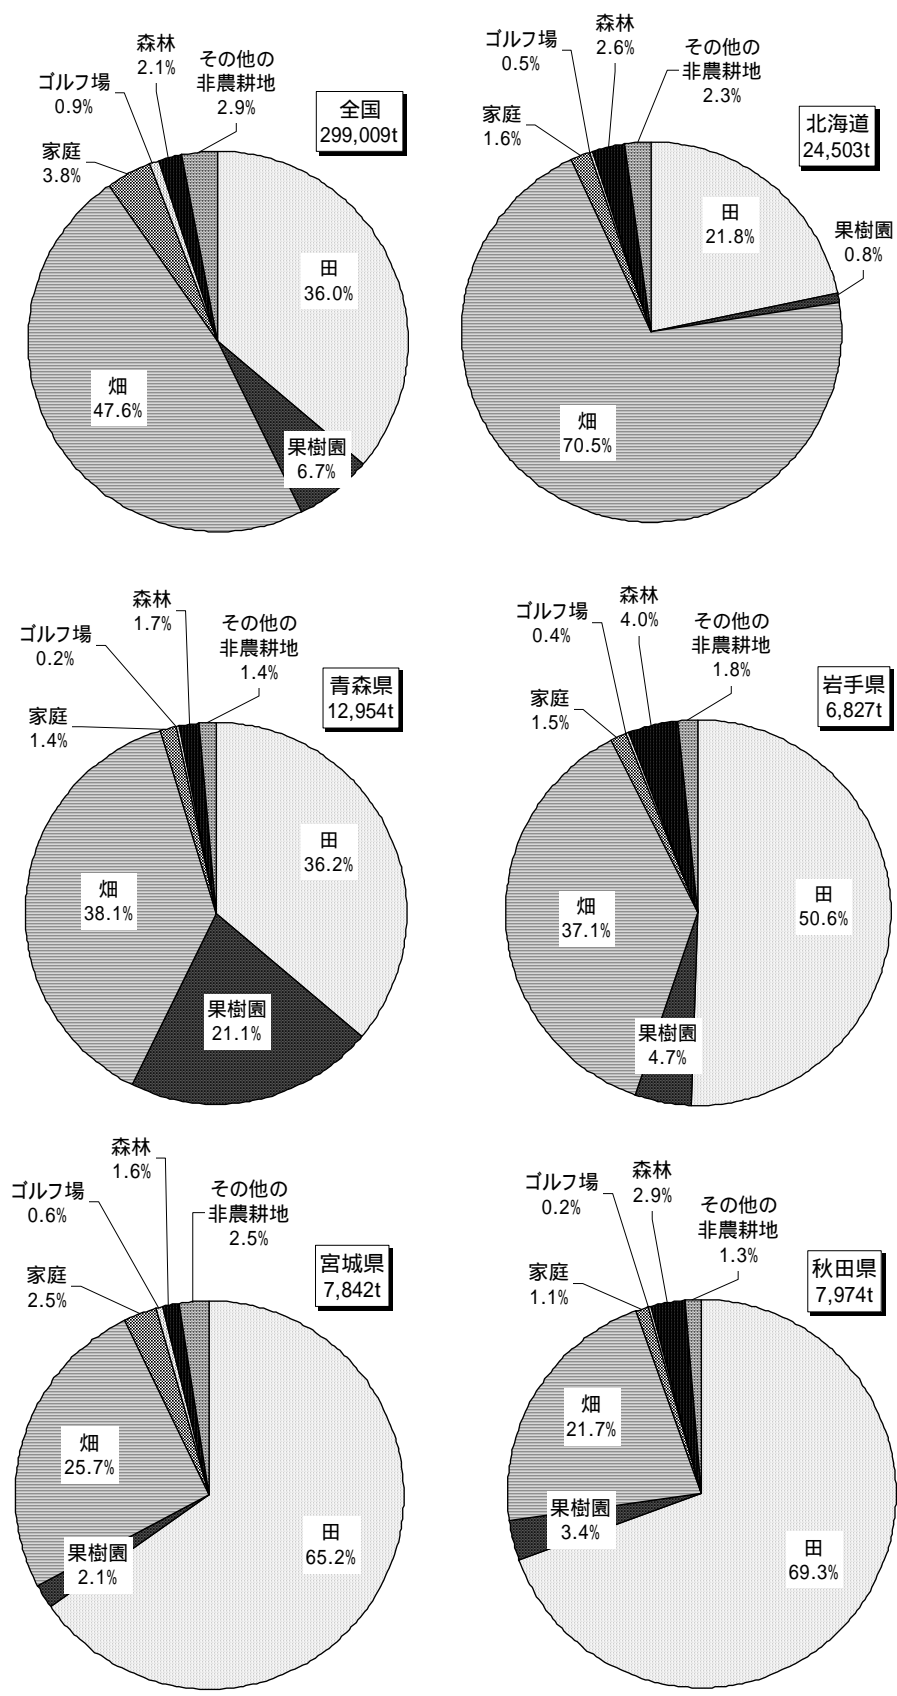 森林
2.1%
その他の
非農耕地
2.9%
ゴルフ場
0.9%
家庭
3.8%
全国
299,009t
田
36.0%
畑
47.6%
果樹園
6.7%
ゴルフ場
0.5%
森林
2.6%
その他の
非農耕地
2.3%
家庭
1.6%
北海道
24,503t
田
21.8%
果樹園
0.8%
畑
70.5%
森林
1.7%
ゴルフ場
0.2%
その他の
非農耕地
1.4%
家庭
1.4%
青森県
12,954t
田
36.2%
畑
38.1%
果樹園
21.1%
森林
4.0%
ゴルフ場
0.4%
その他の
非農耕地
1.8%
家庭
1.5%
岩手県
6,827t
田
50.6%
畑
37.1%
果樹園
4.7%
森林
1.6%
ゴルフ場
0.6%
その他の
非農耕地
2.5%
家庭
2.5%
宮城県
7,842t
畑
25.7%
田
65.2%
果樹園
2.1%
森林
2.9%
ゴルフ場
0.2%
その他の
非農耕地
1.3%
家庭
1.1%
秋田県
7,974t
畑
21.7%
果樹園
3.4%
田
69.3%